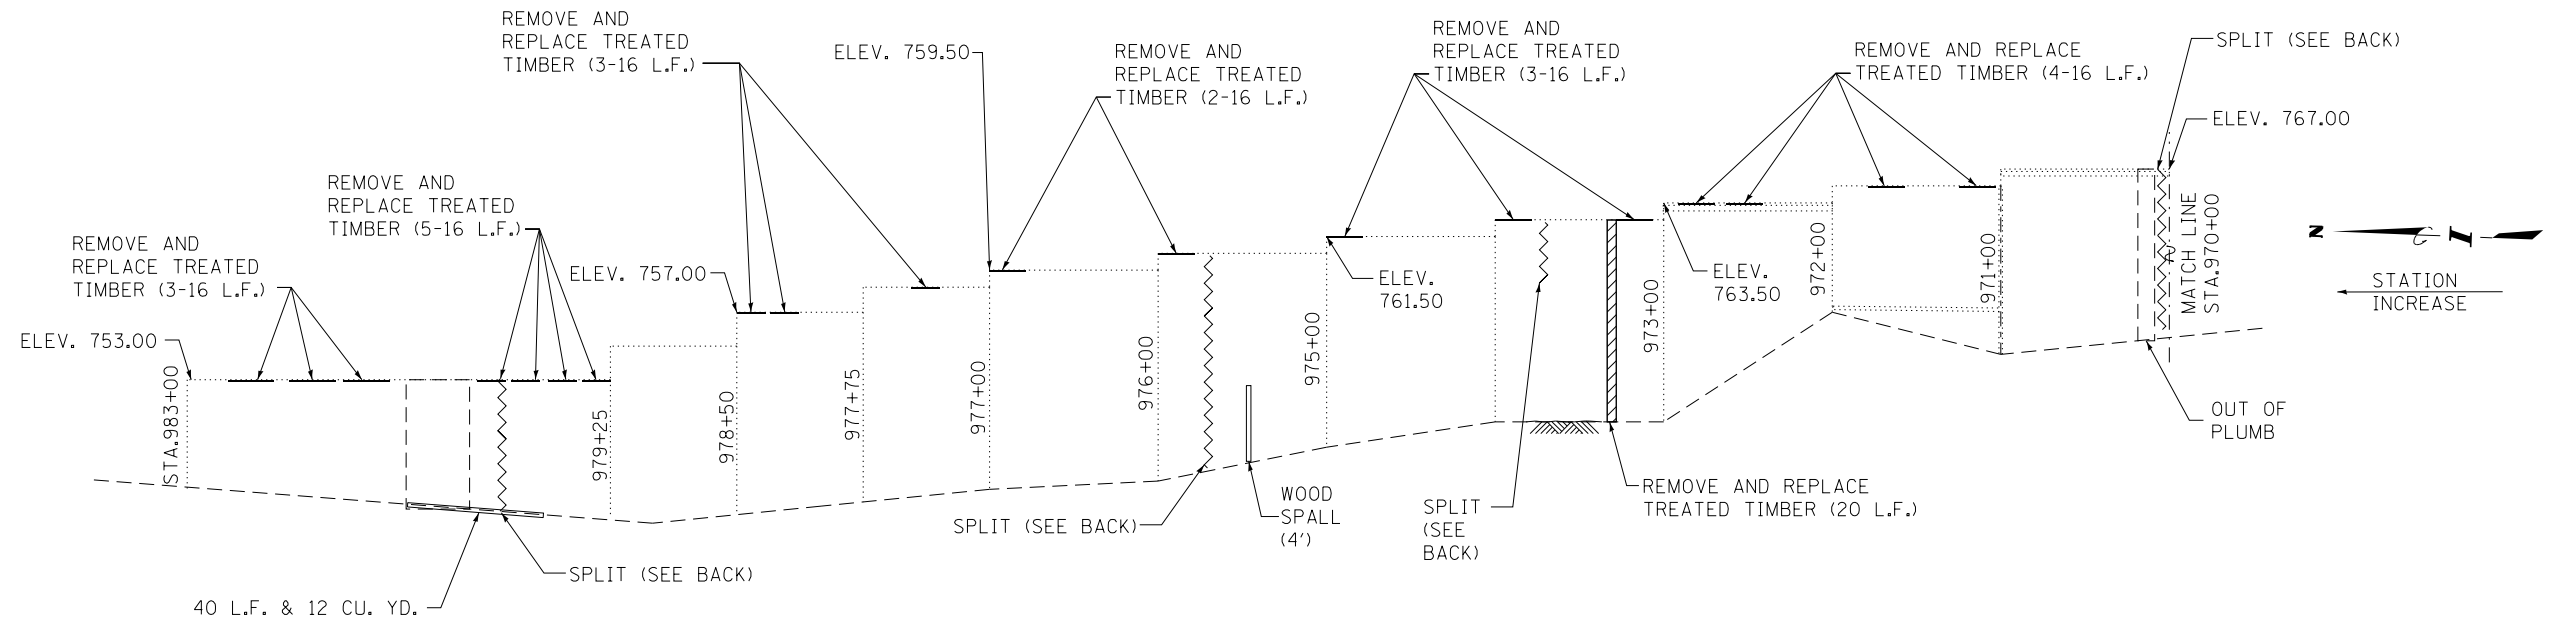 REMOVE AND
REPLACE TREATED
TIMBER (3-16 L.F.)
ELEV. 759.50
REMOVE AND
REPLACE TREATED
TIMBER (2-16 L.F.)
REMOVE AND
REPLACE TREATED
TIMBER (3-16 L.F.)
REMOVE AND REPLACE
TREATED TIMBER (4-16 L.F.)
SPLIT (SEE BACK)
ELEV. 767.00
REMOVE AND
REPLACE TREATED
TIMBER (5-16 L.F.)
REMOVE AND
REPLACE TREATED
TIMBER (3-16 L.F.)
ELEV. 757.00
ELEV. 753.00
ELEV.
761.50
ELEV.
763.50
STA.983+00
979+25
978+50
977+75
977+00
976+00
975+00
973+00
972+00
971+00
MATCH LINE
STA.970+00
N
STATION
INCREASE
OUT OF
PLUMB
WOOD
SPALL
(4')
SPLIT
(SEE
BACK)
REMOVE AND REPLACE
TREATED TIMBER (20 L.F.)
SPLIT (SEE BACK)
SPLIT (SEE BACK)
40 L.F. & 12 CU. YD.